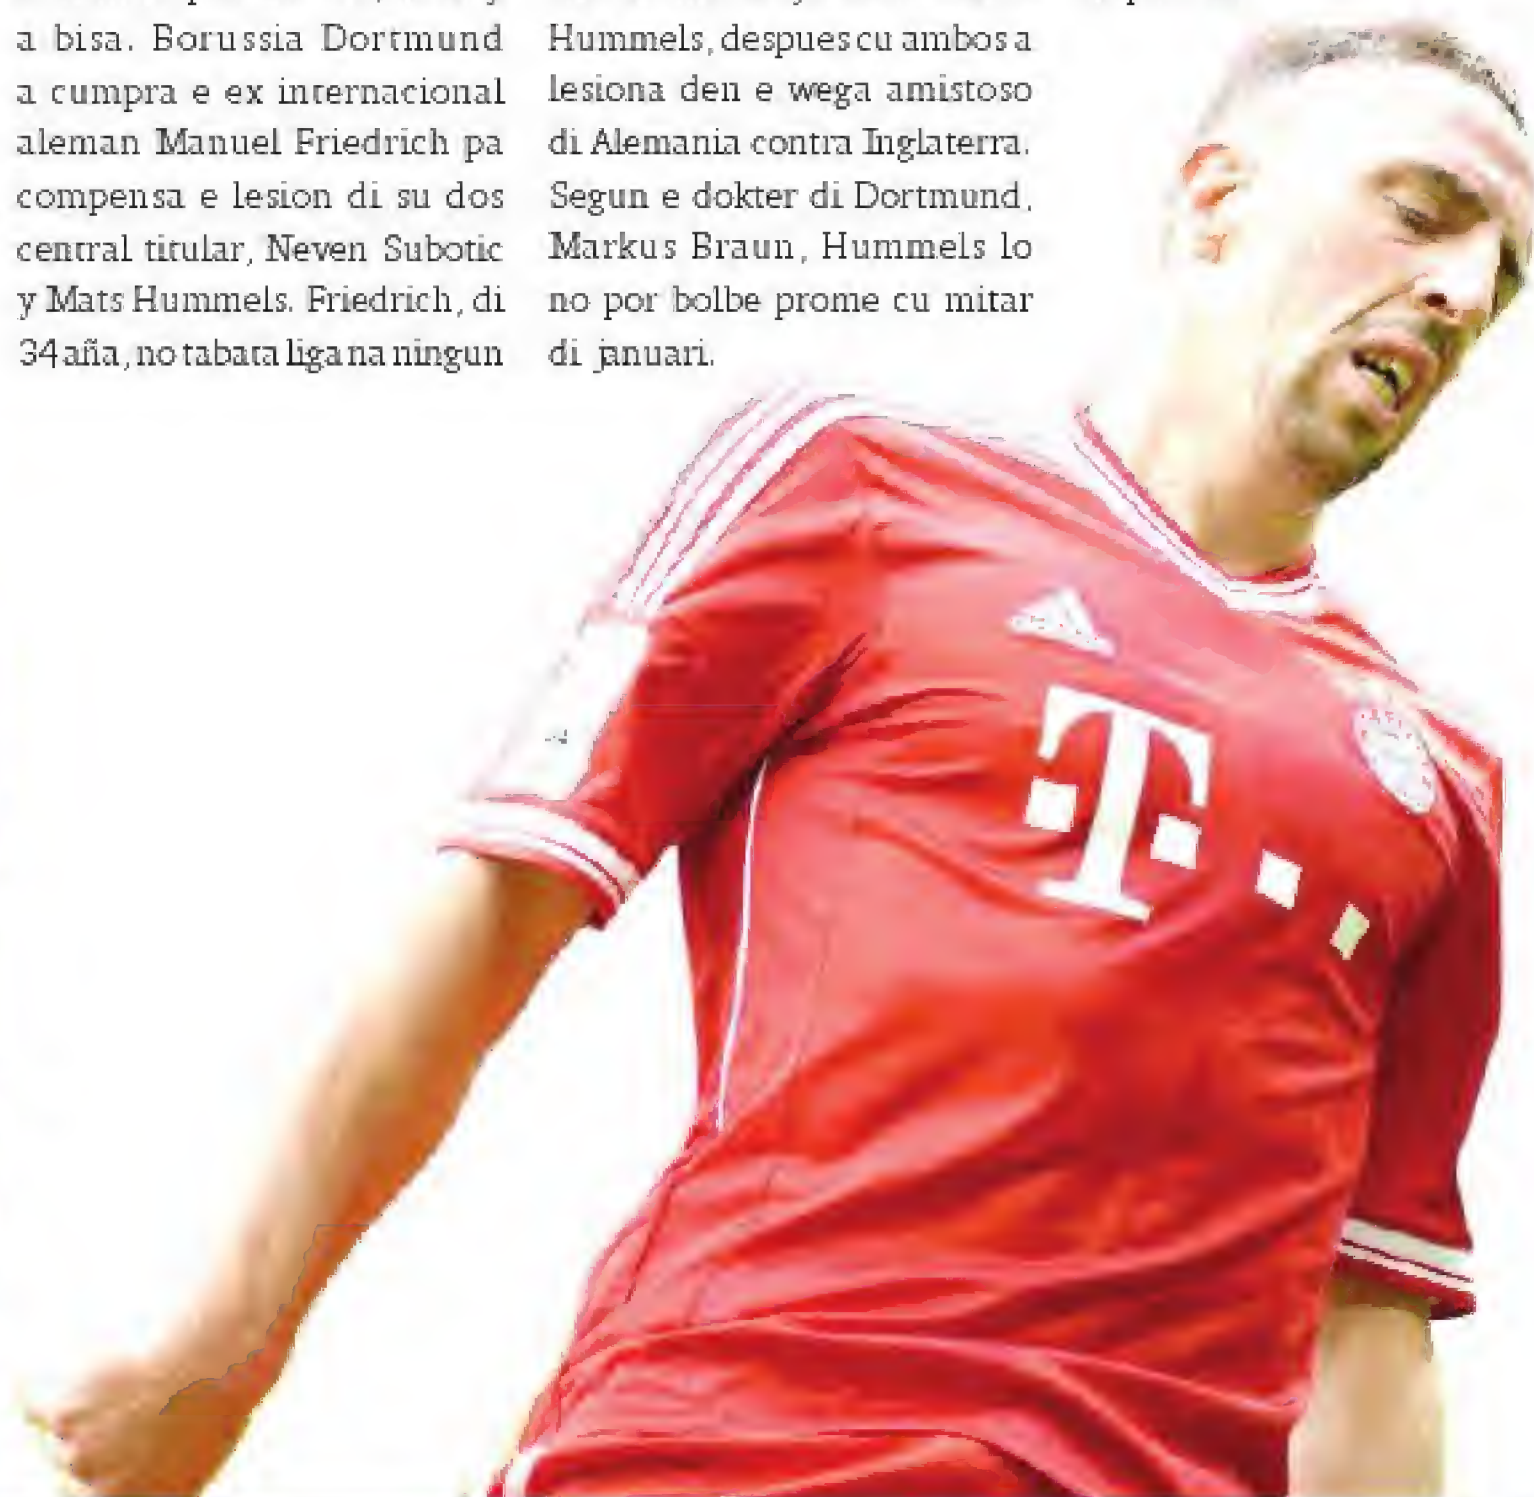 a bisa. Borussia Dortmund
a cumpra e ex internacional
aleman Manuel Friedrich pa
compensa e lesion di su dos
central titular, Neven Subotic
y Mats Hummels. Friedrich, di
34 aña, no tabata liga na ningun
Hummels, despues cu ambos a
lesiona den e wega amistoso
di Alemania contra Inglaterra.
Segun e dokter di Dortmund,
Markus Braun, Hummels lo
no por bolbe prome cu mitar
di januari.
T